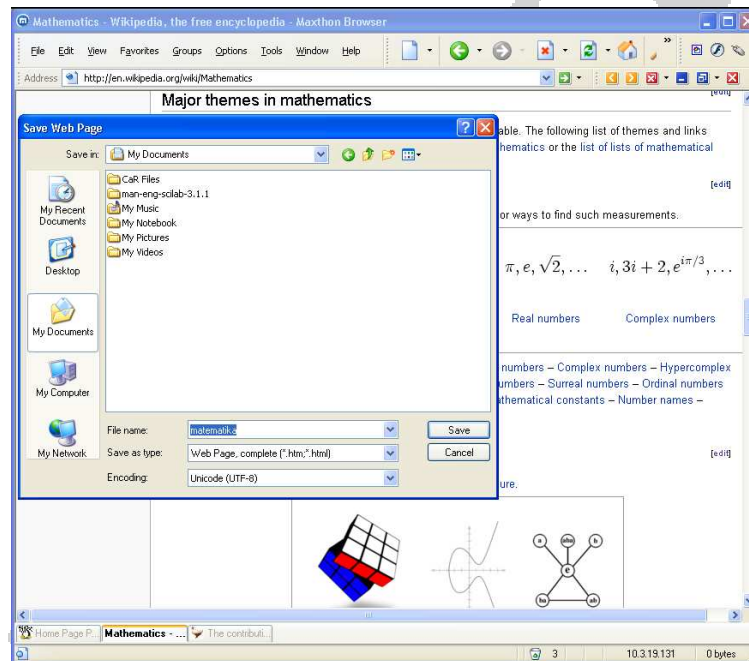 Mathematics - Wikipedia, the free encyclopedia - Maxthon Browser
File Edit View Favorites Groups Options Tools Window Help
Address http://en.wikipedia.org/wiki/Mathematics
Major themes in mathematics
[edit]
Save Web Page
able. The following list of themes and links
Save in: My Documents
hematics or the list of lists of mathematical
CaR Files
man-eng-scilab-3.1.1
[edit]
My Music
My Recent Documents
My Notebook
or ways to find such measurements.
My Pictures
My Videos
Desktop
π, e, √2, … i, 3i + 2, e^{iπ/3}, …
My Documents
Real numbers Complex numbers
numbers – Complex numbers – Hypercomplex
My Computer
umbers – Surreal numbers – Ordinal numbers
thematical constants – Number names –
File name: matematika Save
My Network Save as type: Web Page, complete (*.htm;*.html) Cancel
[edit]
Encoding: Unicode (UTF-8)
ure.
a aba b
e
ba ab
Home Page P... Mathematics - ... The contributi...
3 10.3.19.131 0 bytes